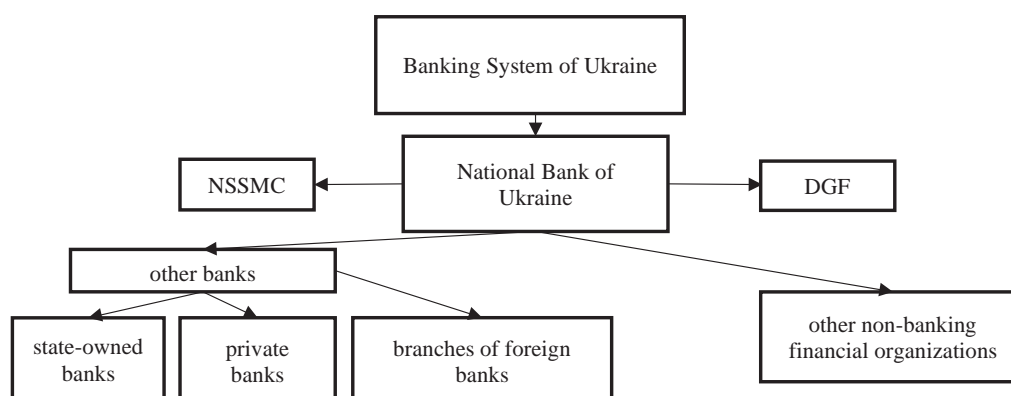 Banking System of Ukraine
National Bank of
Ukraine
NSSMC
DGF
other banks
state-owned
banks
private
banks
branches of foreign
banks
other non-banking
financial organizations